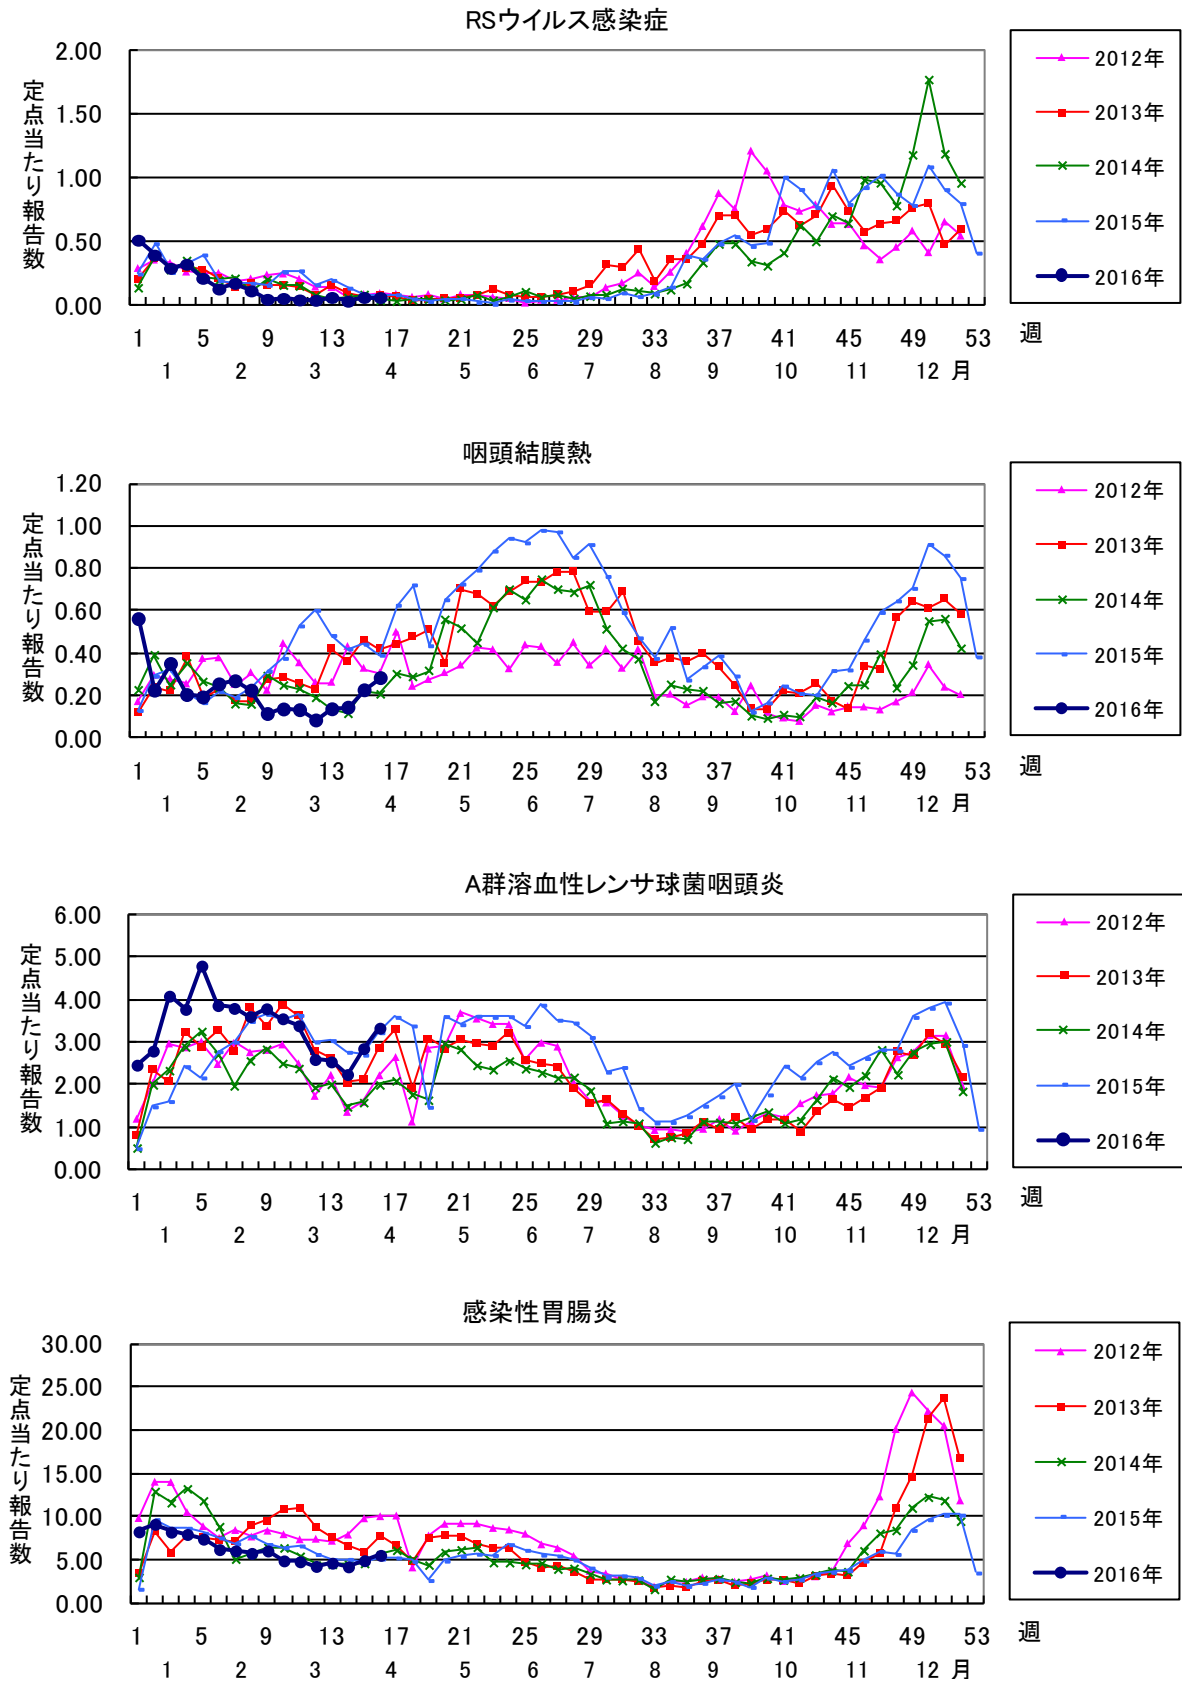 RSウイルス感染症
定点当たり報告数
2.00
1.50
1.00
0.50
0.00
1 5 9 13 17 21 25 29 33 37 41 45 49 53 週
1 2 3 4 5 6 7 8 9 10 11 12 月
2012年
2013年
2014年
2015年
2016年
咽頭結膜熱
定点当たり報告数
1.20
1.00
0.80
0.60
0.40
0.20
0.00
1 5 9 13 17 21 25 29 33 37 41 45 49 53 週
1 2 3 4 5 6 7 8 9 10 11 12 月
2012年
2013年
2014年
2015年
2016年
A群溶血性レンサ球菌咽頭炎
定点当たり報告数
6.00
5.00
4.00
3.00
2.00
1.00
0.00
1 5 9 13 17 21 25 29 33 37 41 45 49 53 週
1 2 3 4 5 6 7 8 9 10 11 12 月
2012年
2013年
2014年
2015年
2016年
感染性胃腸炎
定点当たり報告数
30.00
25.00
20.00
15.00
10.00
5.00
0.00
1 5 9 13 17 21 25 29 33 37 41 45 49 53 週
1 2 3 4 5 6 7 8 9 10 11 12 月
2012年
2013年
2014年
2015年
2016年